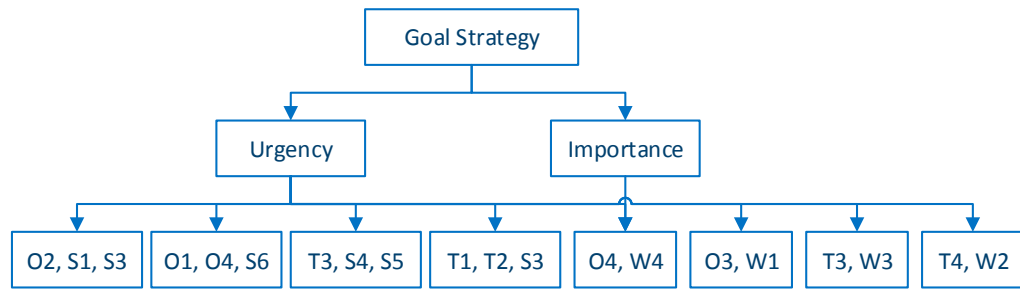 Goal Strategy
Urgency
Importance
O2, S1, S3
O1, O4, S6
T3, S4, S5
T1, T2, S3
O4, W4
O3, W1
T3, W3
T4, W2